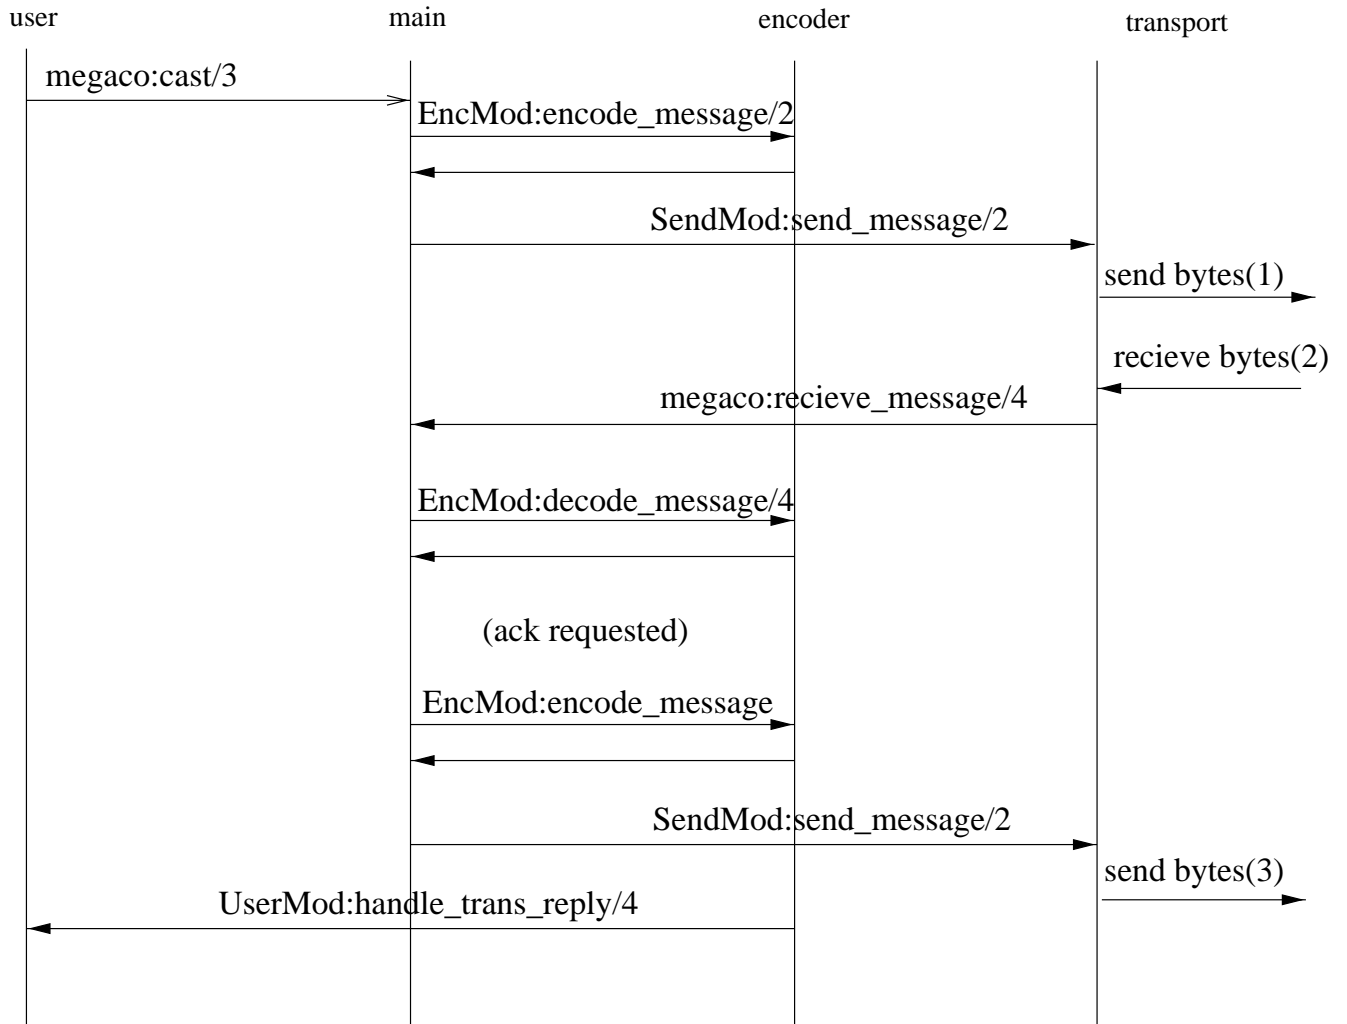 user
main
encoder
transport
megaco:cast/3
EncMod:encode_message/2
SendMod:send_message/2
send bytes(1)
recieve bytes(2)
megaco:recieve_message/4
EncMod:decode_message/4
(ack requested)
EncMod:encode_message
SendMod:send_message/2
send bytes(3)
UserMod:handle_trans_reply/4